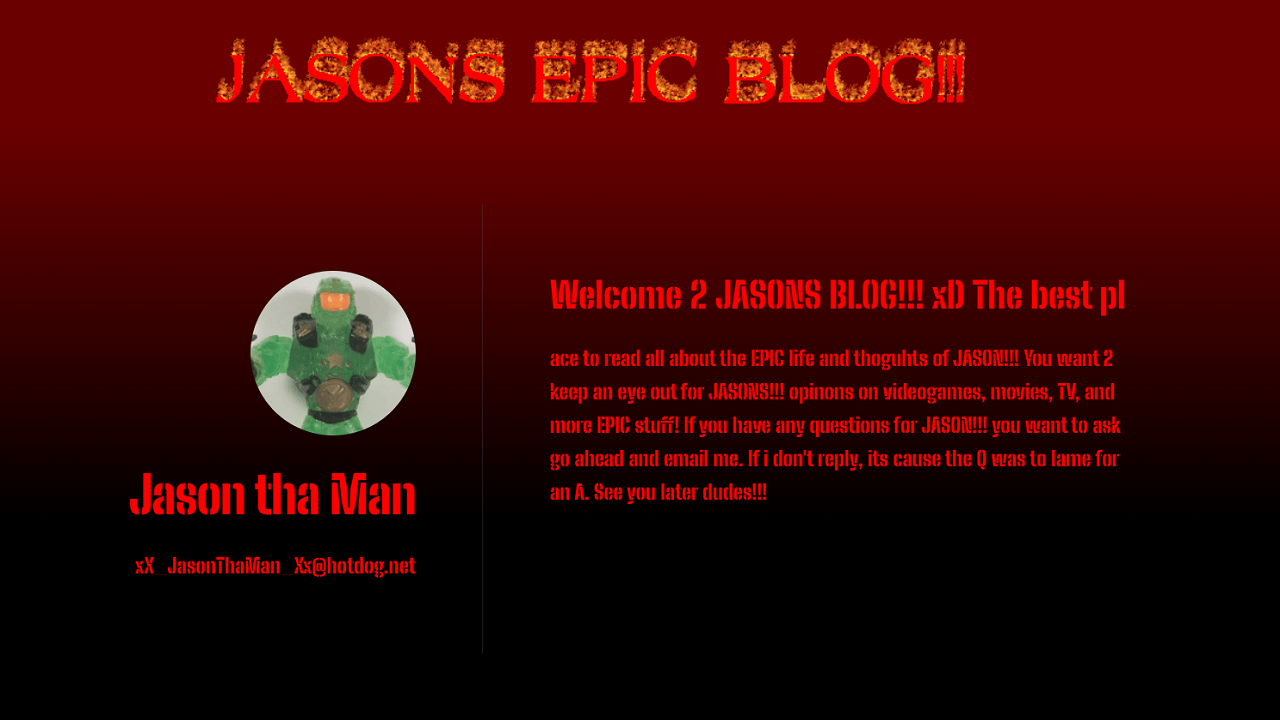 JASONS EPIC BLOG!!!
Jason tha Man
xX_JasonThaMan_Xx@hotdog.net
Welcome 2 JASONS BLOG!!! xD The best pl
ace to read all about the EPIC life and thoguhts of JASON!!! You want 2
keep an eye out for JASONS!!! opinons on videogames, movies, TV, and
more EPIC stuff! If you have any questions for JASON!!! you want to ask
go ahead and email me. If i don't reply, its cause the Q was to lame for
an A. See you later dudes!!!